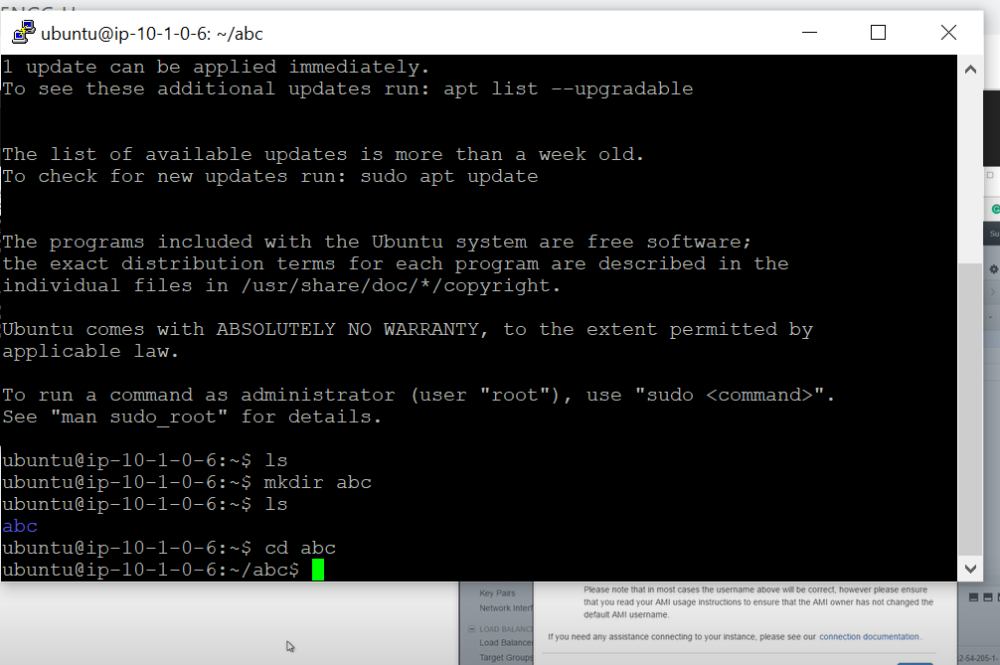 ubuntu@ip-10-1-0-6: ~/abc
1 update can be applied immediately.
To see these additional updates run: apt list --upgradable
The list of available updates is more than a week old.
To check for new updates run: sudo apt update
The programs included with the Ubuntu system are free software;
the exact distribution terms for each program are described in the
individual files in /usr/share/doc/*/copyright.
Ubuntu comes with ABSOLUTELY NO WARRANTY, to the extent permitted by
applicable law.
To run a command as administrator (user "root"), use "sudo <command>".
See "man sudo_root" for details.
ubuntu@ip-10-1-0-6:~$ ls
ubuntu@ip-10-1-0-6:~$ mkdir abc
ubuntu@ip-10-1-0-6:~$ ls
abc
ubuntu@ip-10-1-0-6:~$ cd abc
ubuntu@ip-10-1-0-6:~/abc$
Key Pairs
Network Interf
LOAD BALANC
Load Balancer
Target Groups
Please note that in most cases the username above will be correct, however please ensure
that you read your AMI usage instructions to ensure that the AMI owner has not changed the
default AMI username.
If you need any assistance connecting to your instance, please see our connection documentation.